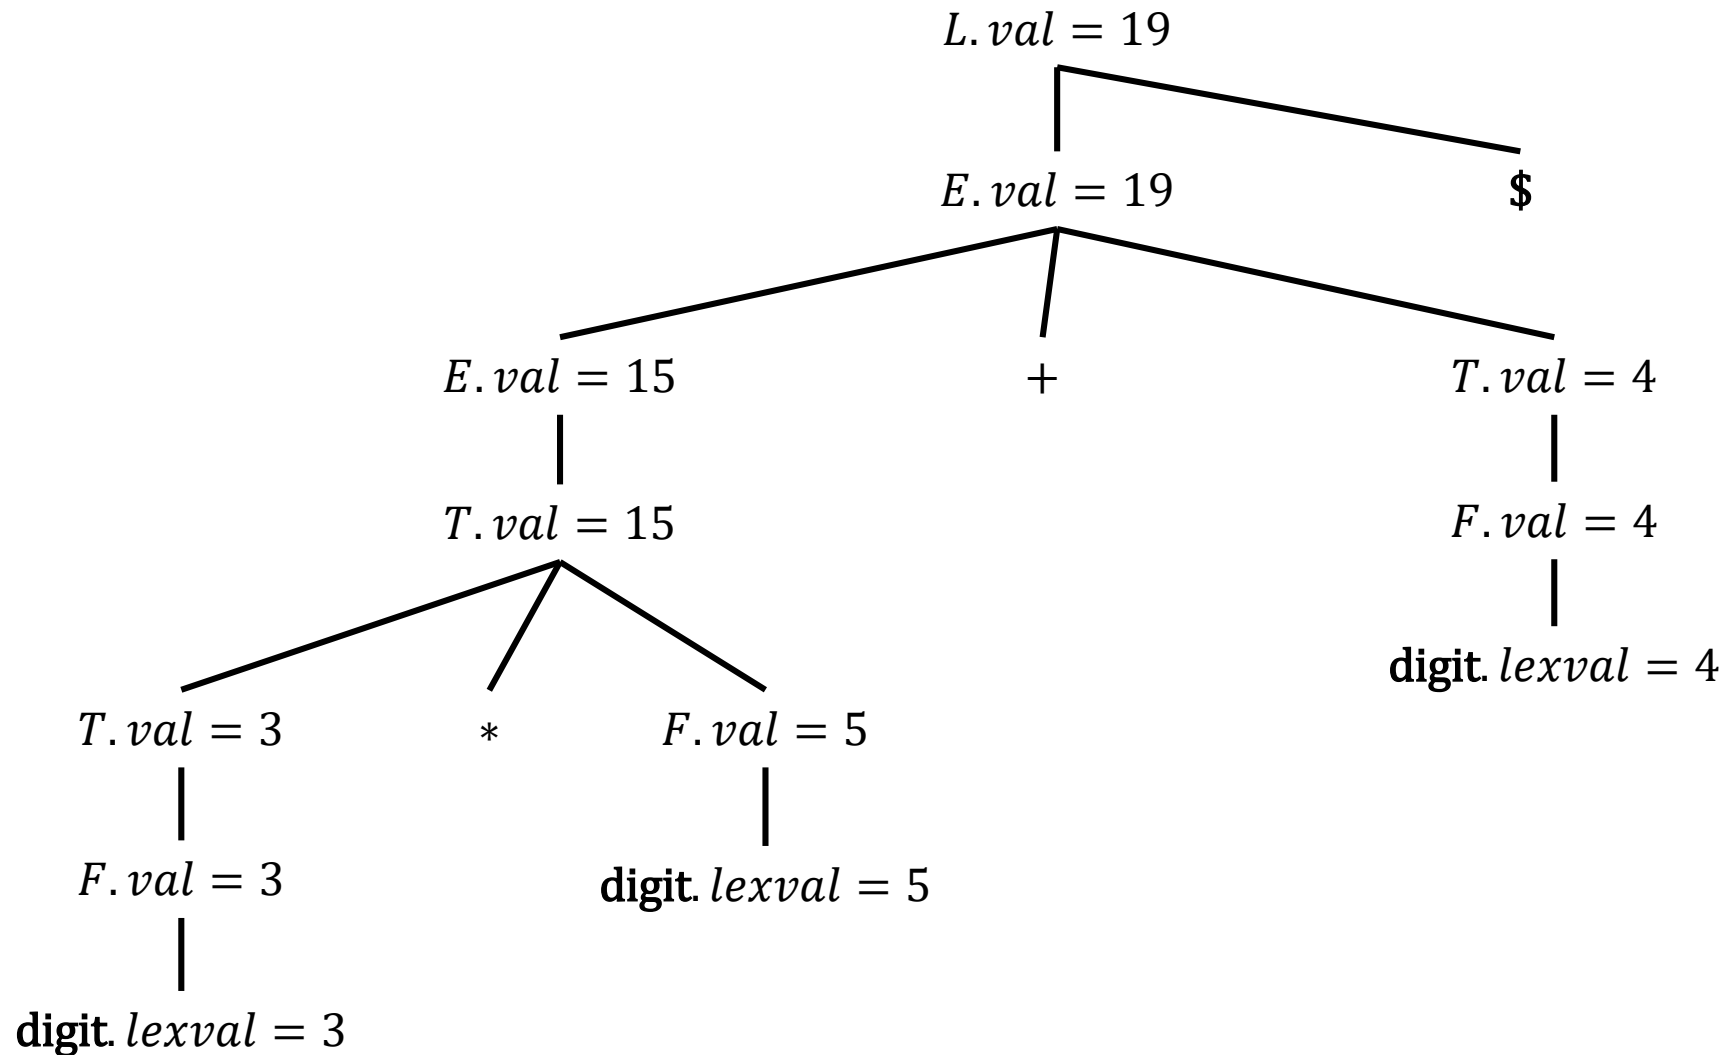 L.val = 19
E.val = 19
$
E.val = 15
+
T.val = 4
T.val = 15
F.val = 4
digit.lexval = 4
T.val = 3
*
F.val = 5
F.val = 3
digit.lexval = 5
digit.lexval = 3